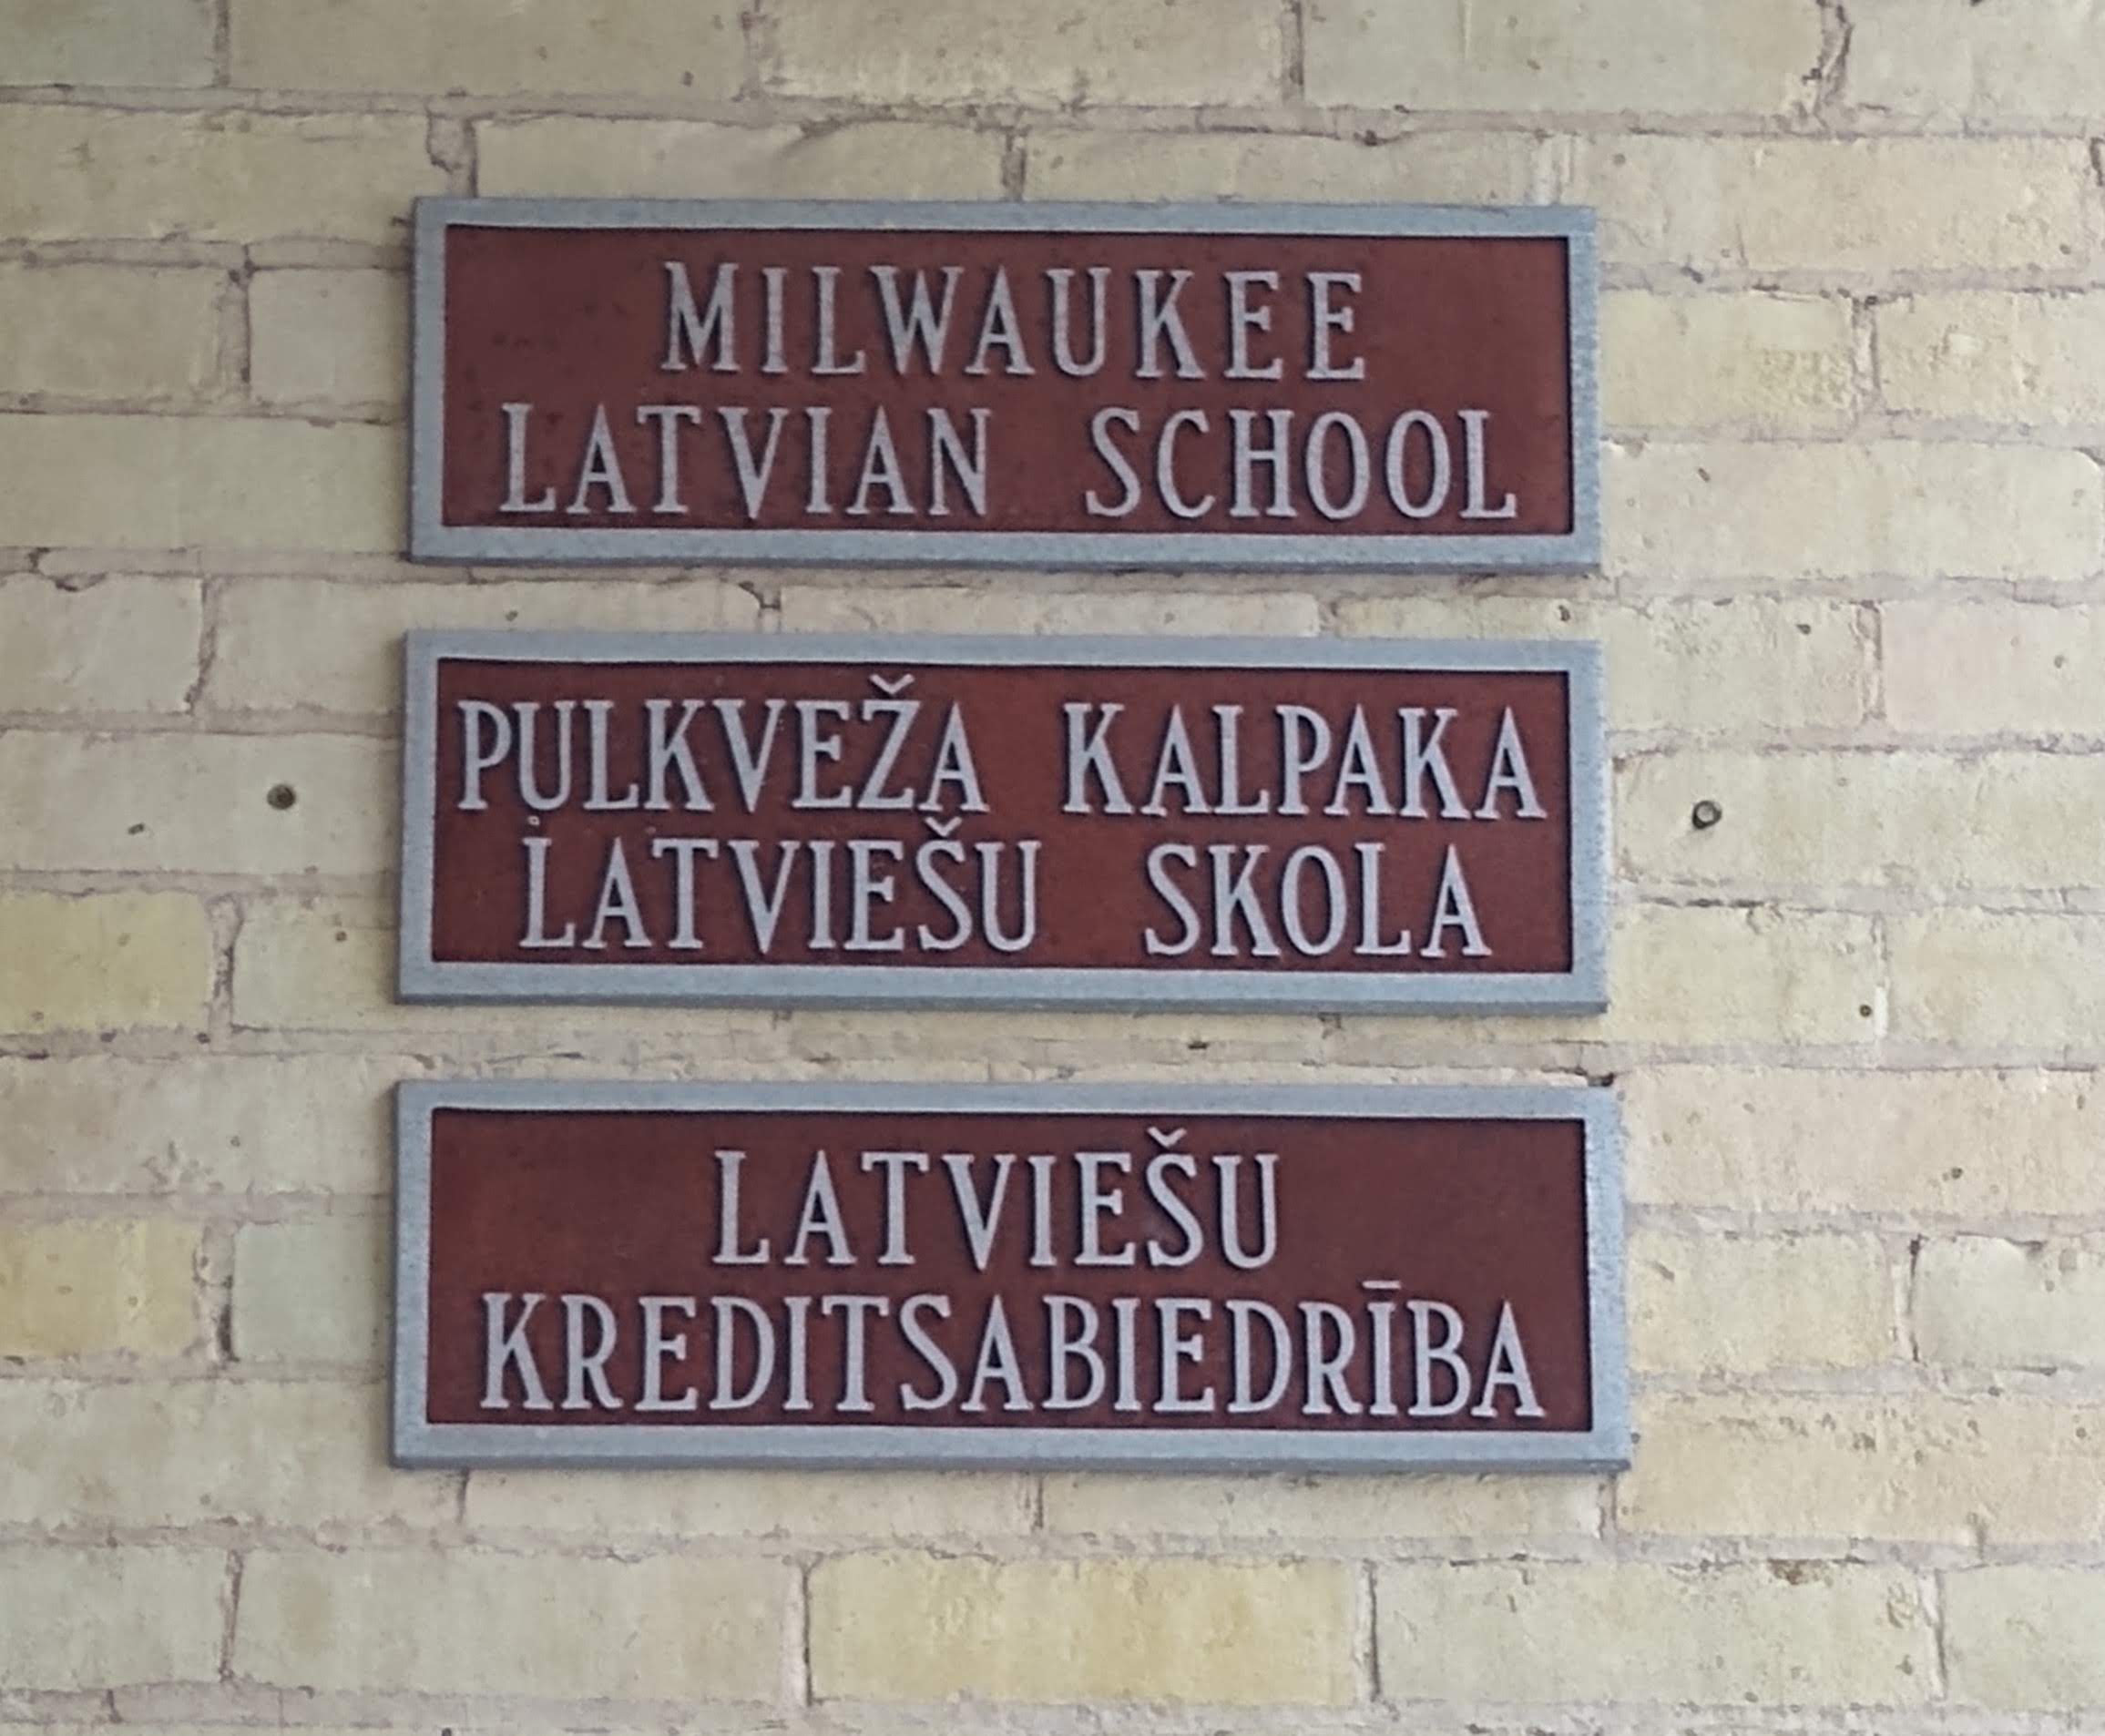 MILWAUKEE
LATVIAN SCHOOL
PULKVEŽA KALPAKA
LATVIEŠU SKOLA
LATVIEŠU
KREDITSABIEDRĪBA